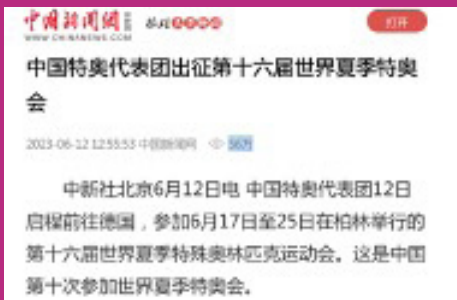 中国新闻网
WWW.CHINANEWS.COM
打开
中国特奥代表团出征第十六届世界夏季特奥
会
2023-06-12 12:55:53 中国新闻网 56万
中新社北京6月12日电 中国特奥代表团12日
启程前往德国，参加6月17日至25日在柏林举行的
第十六届世界夏季特殊奥林匹克运动会。这是中国
第十次参加世界夏季特奥会。